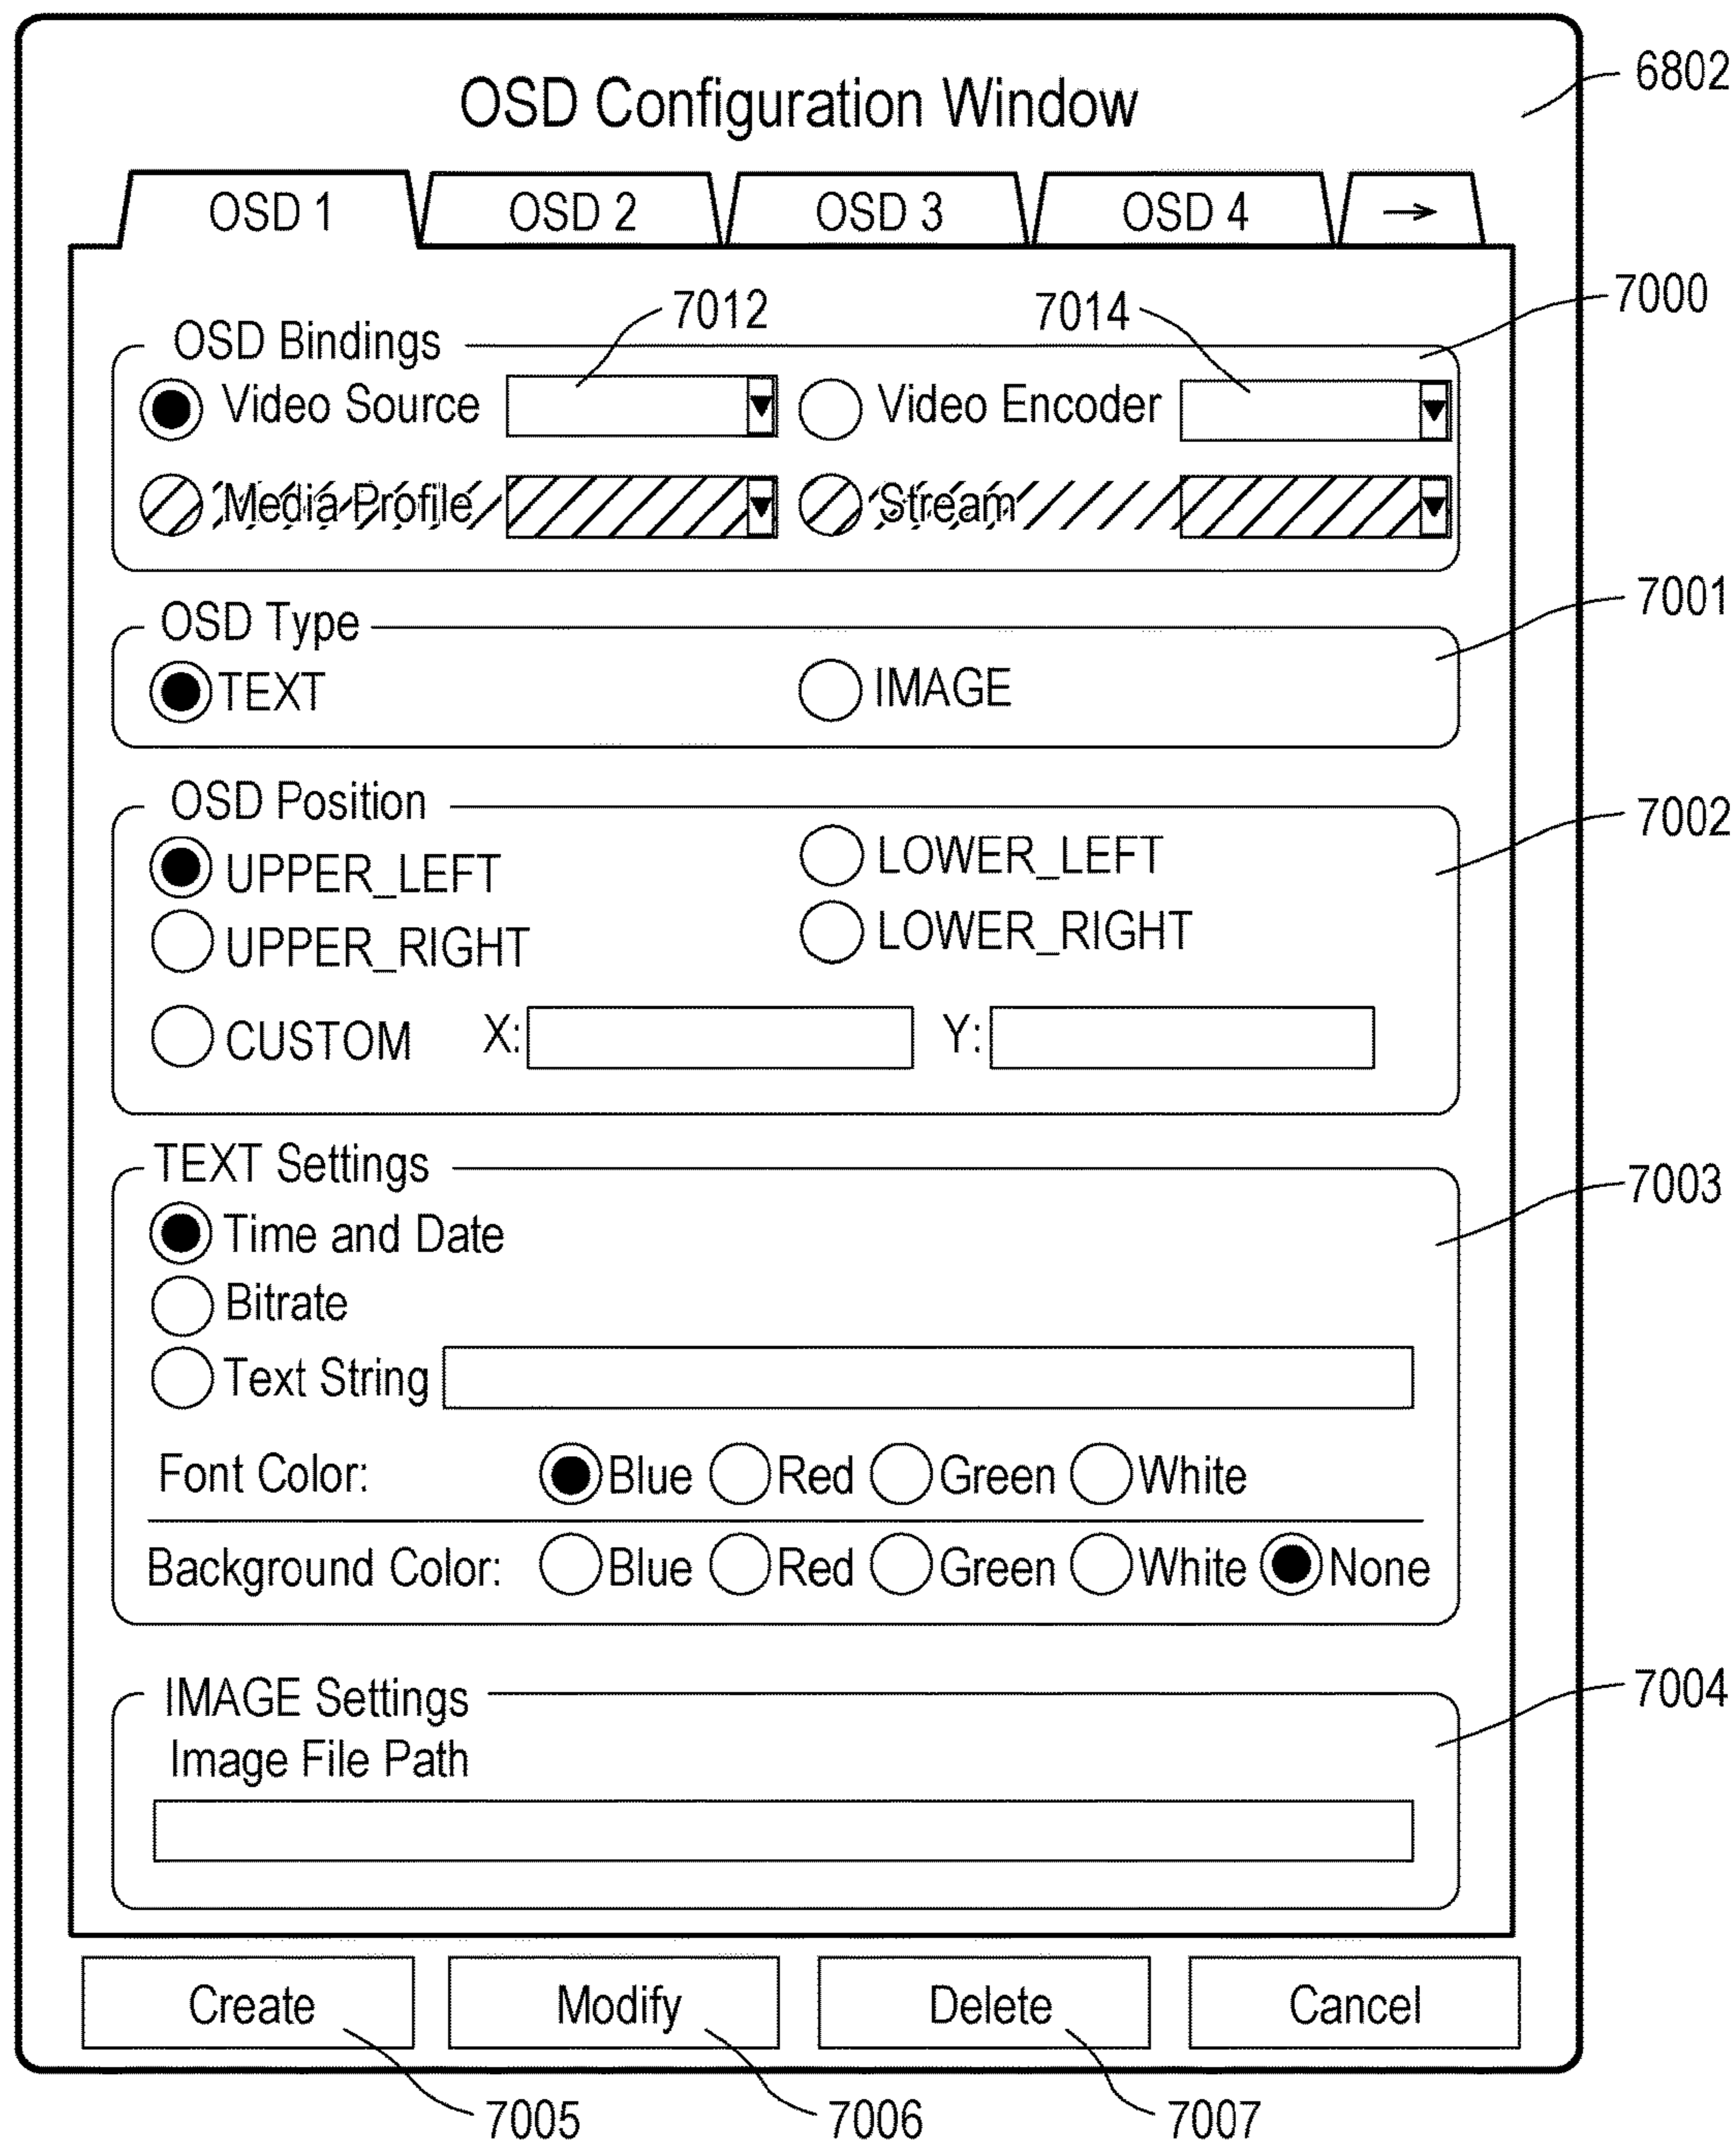 6802
OSD Configuration Window
OSD 1 OSD 2 OSD 3 OSD 4 →
7000
7012 7014
OSD Bindings
Video Source Video Encoder
Media Profile Stream
7001
OSD Type
TEXT IMAGE
7002
OSD Position
UPPER_LEFT LOWER_LEFT
UPPER_RIGHT LOWER_RIGHT
CUSTOM X: Y:
TEXT Settings
7003
Time and Date
Bitrate
Text String
Font Color: Blue Red Green White
Background Color: Blue Red Green White None
7004
IMAGE Settings
Image File Path
Create Modify Delete Cancel
7005 7006 7007